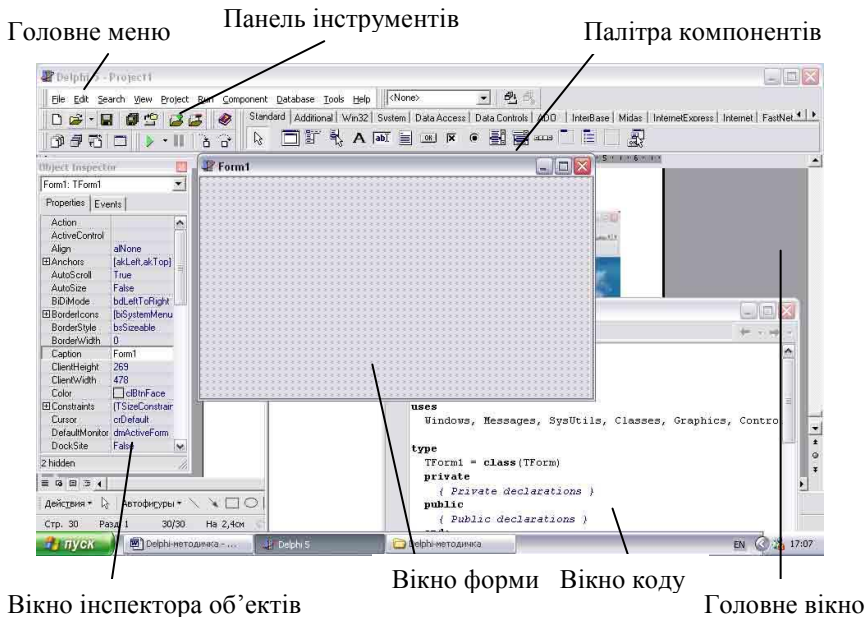 Головне меню
Панель інструментів
Палітра компонентів
Delphi 5 - Project1
File Edit Search View Project Run Component Database Tools Help <None>
Standard Additional Win32 System Data Access Data Controls ADO InterBase Midas InternetExpress Internet FastNet
Object Inspector
Form1: TForm1
Properties Events
Action
ActiveControl
Align alNone
Anchors [akLeft,akTop]
AutoScroll True
AutoSize False
BiDiMode bdLeftToRight
BorderIcons [biSystemMenu
BorderStyle bsSizeable
BorderWidth 0
Caption Form1
ClientHeight 269
ClientWidth 478
Color clBtnFace
Constraints (TSizeConstrain
Cursor crDefault
DefaultMonitor dmActiveForm
DockSite False
2 hidden
Form1
uses
Windows, Messages, SysUtils, Classes, Graphics, Contro
type
TForm1 = class(TForm)
private
{ Private declarations }
public
{ Public declarations }
Действия Автофигуры
Стр. 30 Разд 1 30/30 На 2,4см
пуск Delphi-методичка - ... Delphi 5 Delphi-методичка EN 17:07
Вікно форми
Вікно коду
Вікно інспектора об’ектів
Головне вікно